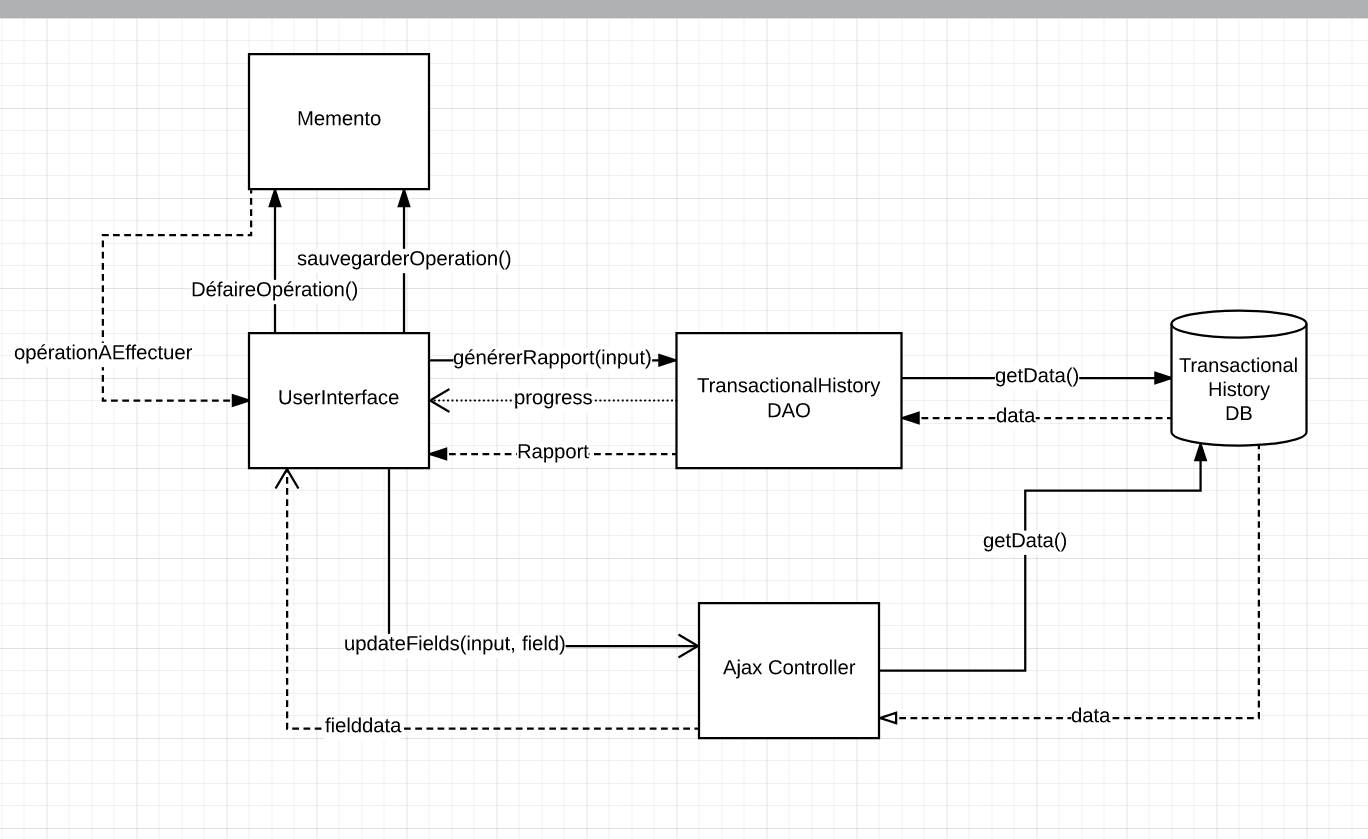 Memento
sauvegarderOperation()
DéfaireOpération()
opérationAEffectuer
générerRapport(input)
UserInterface
progress
Rapport
TransactionalHistory
DAO
getData()
data
Transactional
History
DB
getData()
updateFields(input, field)
Ajax Controller
data
fielddata